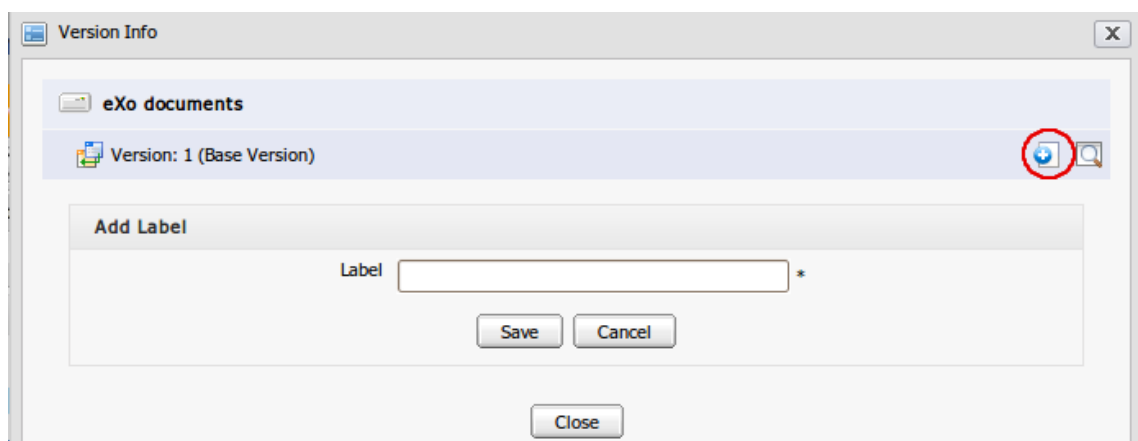 Version Info
eXo documents
Version: 1 (Base Version)
Add Label
Label *
Save Cancel
Close